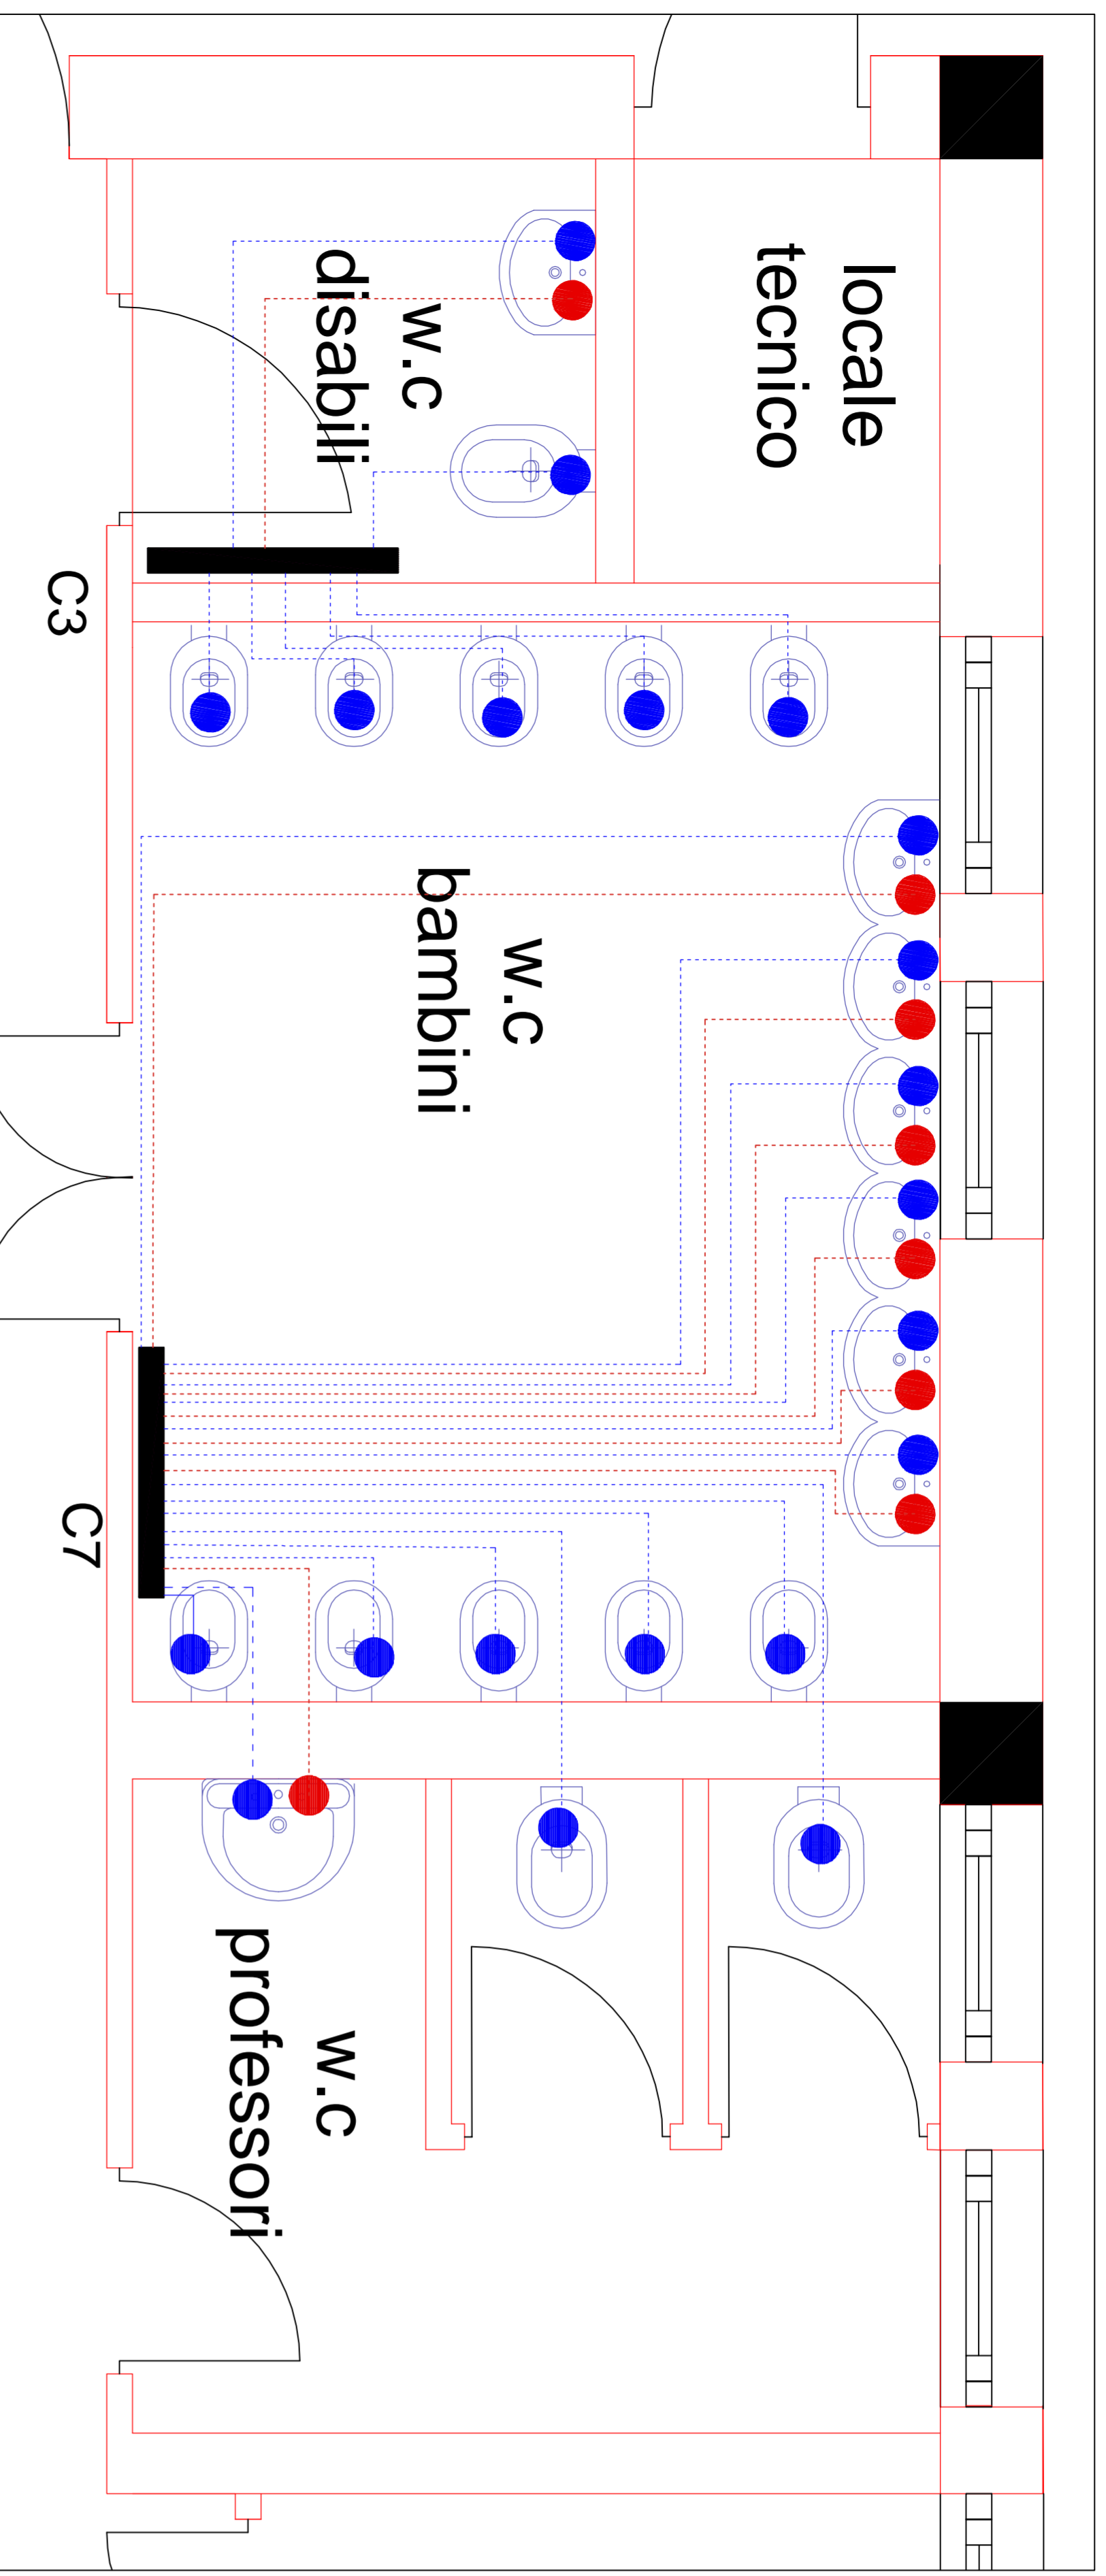 locale
tecnico
w.c
disabili
C3
w.c
bambini
C7
w.c
professori